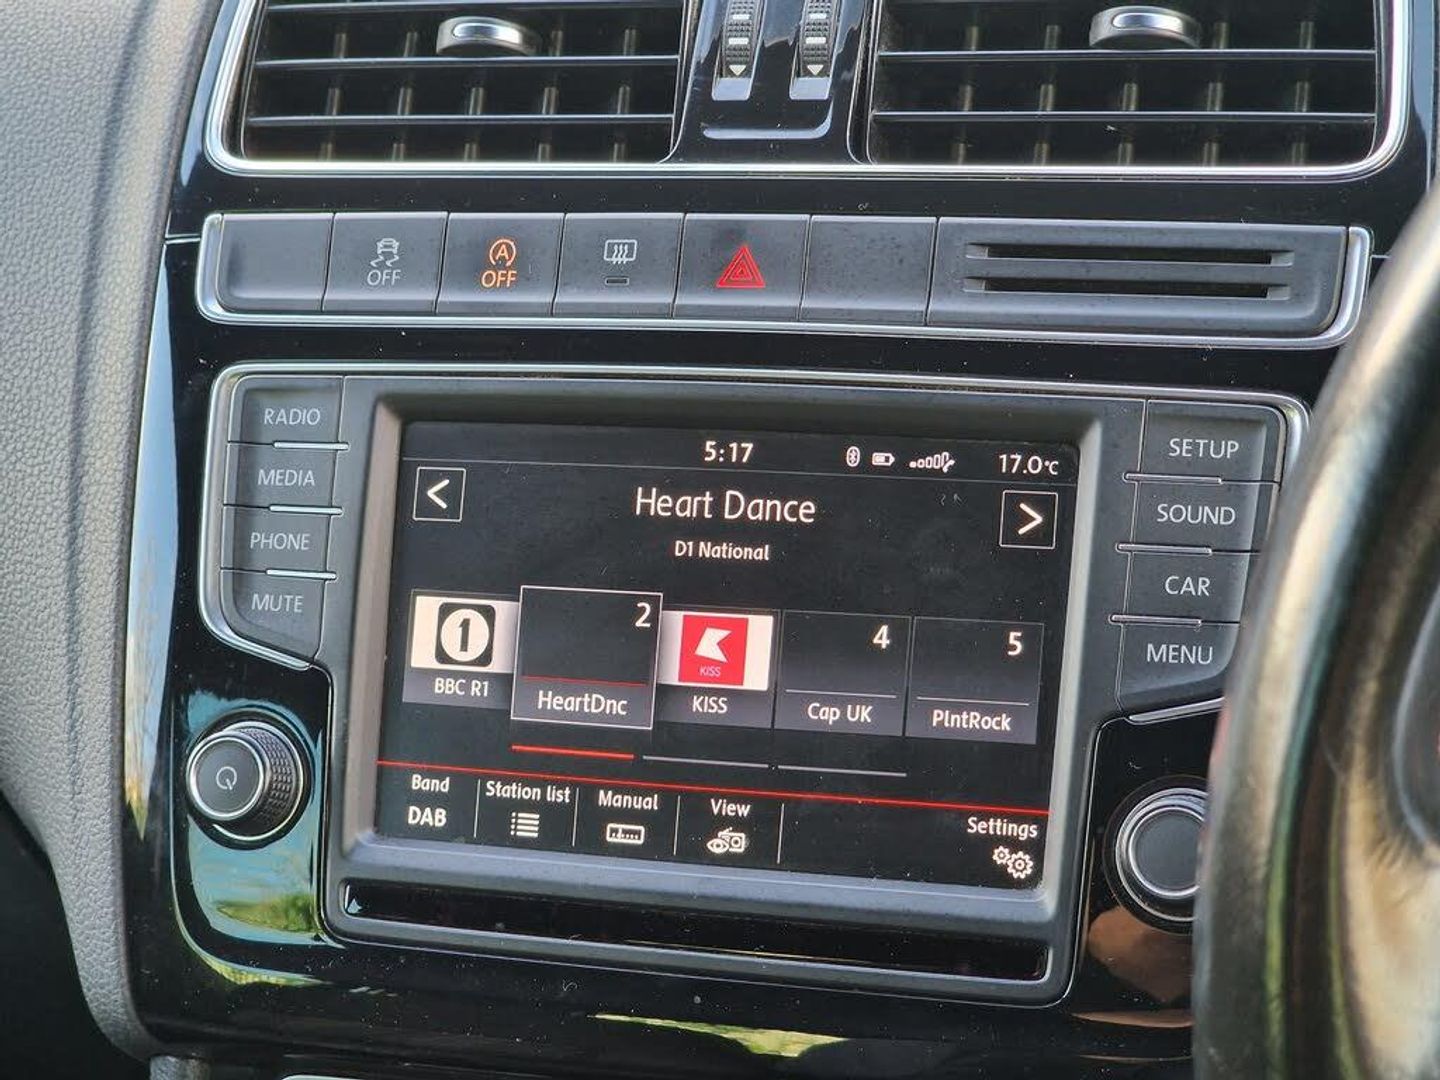 OFF
A
OFF
RADIO
MEDIA
PHONE
MUTE
SETUP
SOUND
CAR
MENU
5:17
17.0°C
<
Heart Dance
>
D1 National
1
BBC R1
2
HeartDnc
KISS
KISS
4
Cap UK
5
PlntRock
Band
DAB
Station list
Manual
View
Settings